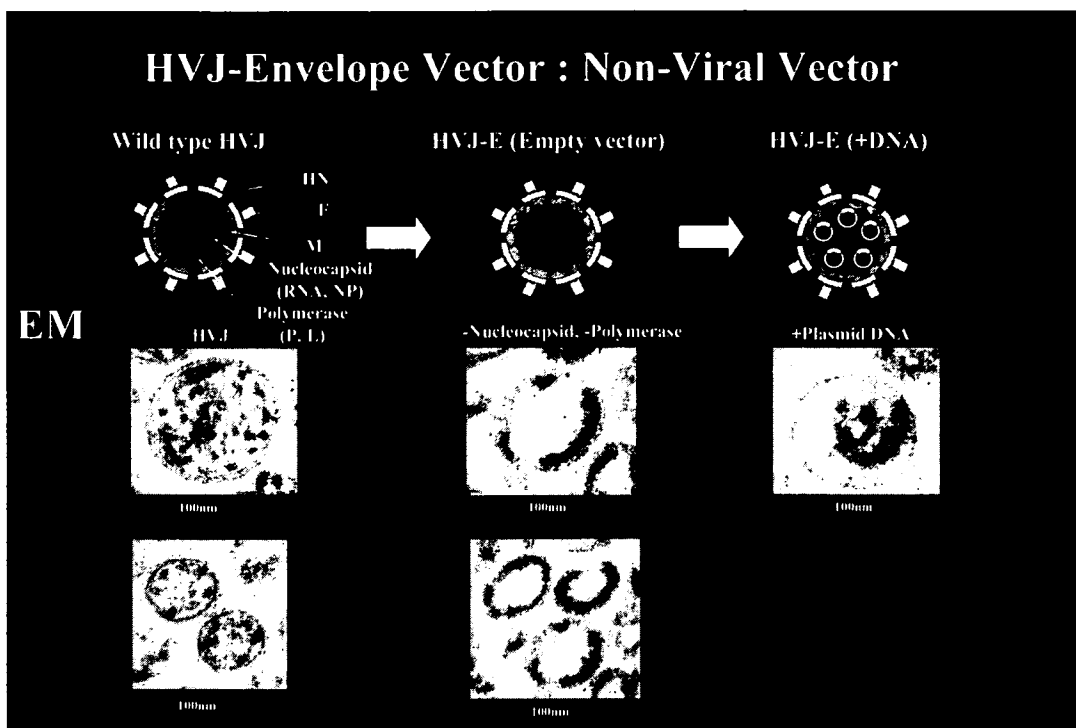 HVJ-Envelope Vector : Non-Viral Vector
Wild type HVJ
HVJ-E (Empty vector)
HVJ-E (+DNA)
HN
F
M
Nucleocapsid
(RNA, NP)
Polymerase
(P, L)
EM
HVJ
-Nucleocapsid, -Polymerase
+Plasmid DNA
100nm
100nm
100nm
100nm
100nm